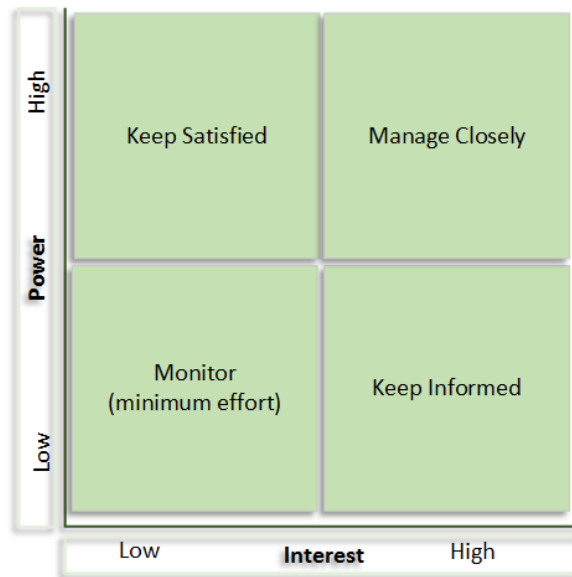 High
Keep Satisfied
Manage Closely
Power
Monitor
(minimum effort)
Keep Informed
Low
Low
Interest
High